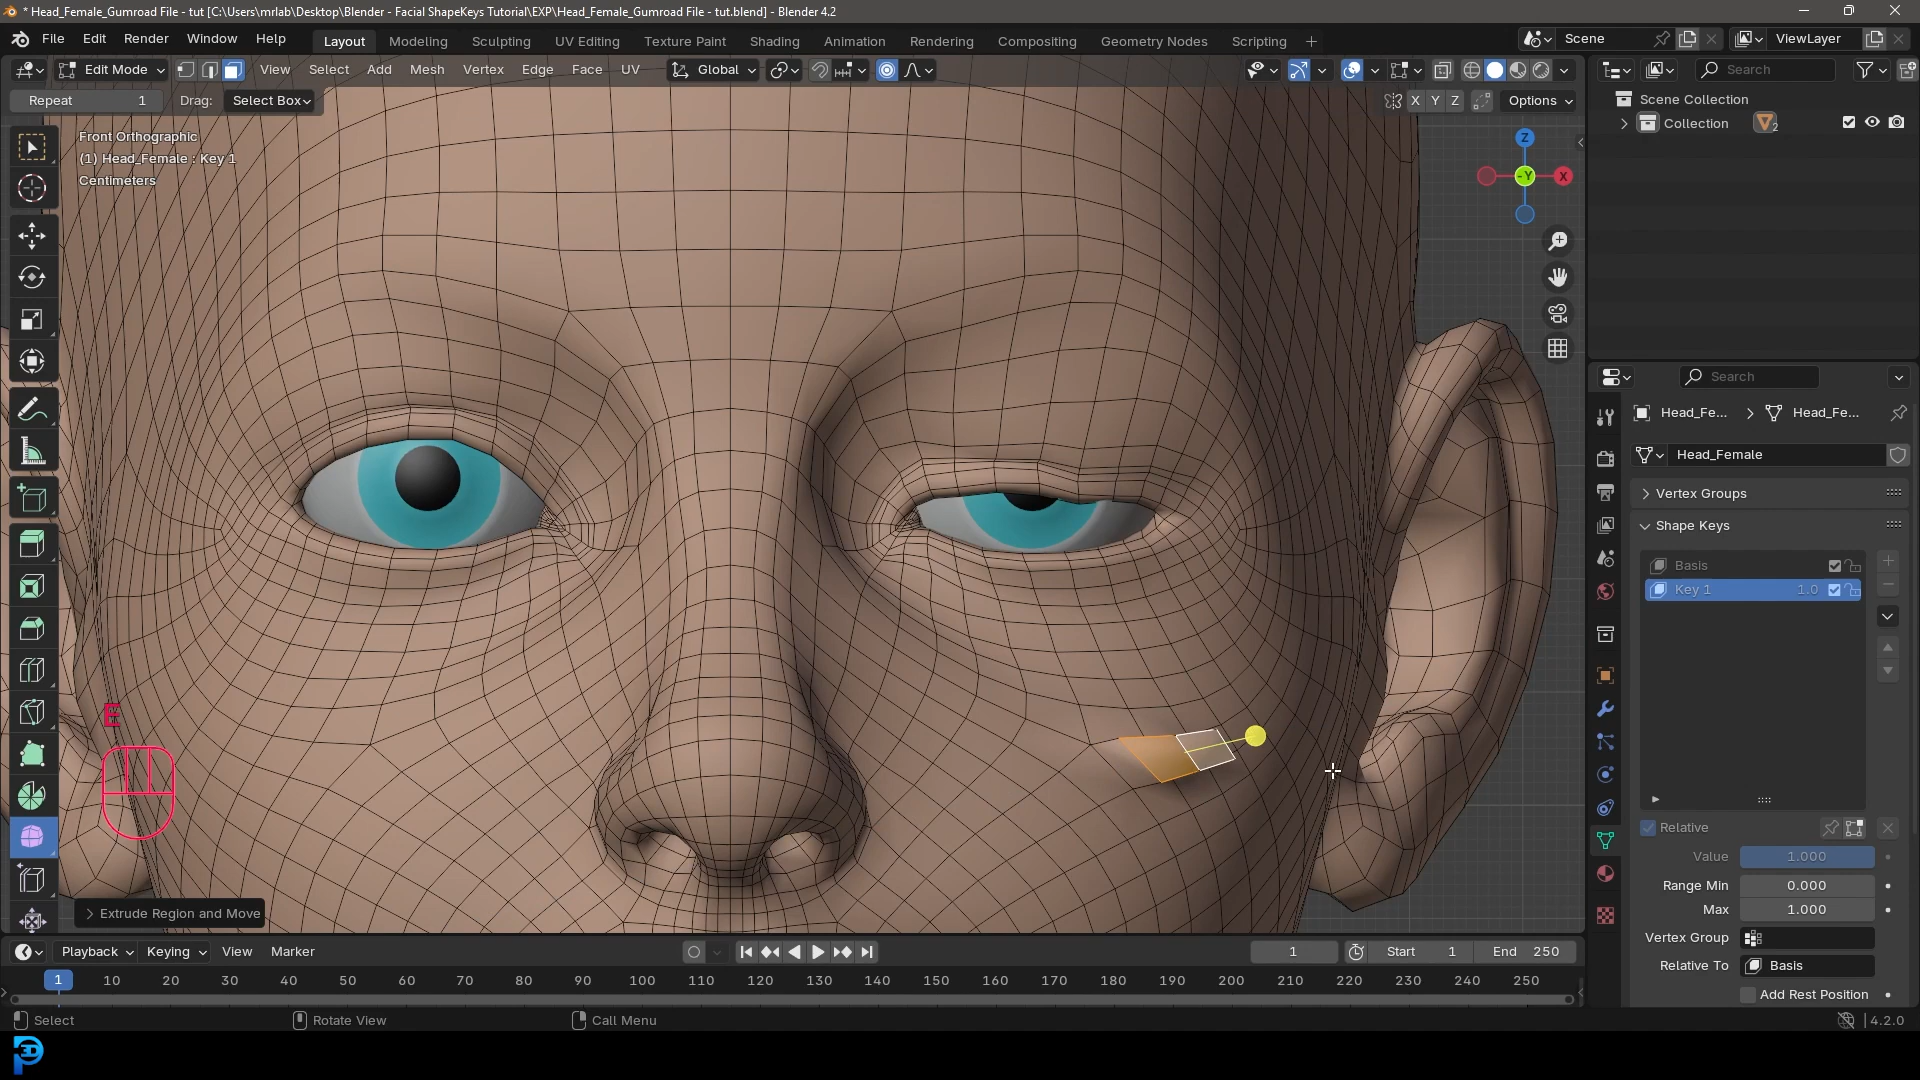 * Head_Female_Gumroad File - tut [C:\Users\mrlab\Desktop\Blender - Facial ShapeKeys Tutorial\EXP\Head_Female_Gumroad File - tut.blend] - Blender 4.2
File Edit Render Window Help
Layout Modeling Sculpting UV Editing Texture Paint Shading Animation Rendering Compositing Geometry Nodes Scripting +
Scene
ViewLayer
Edit Mode View Select Add Mesh Vertex Edge Face UV Global
Search
Repeat 1 Drag: Select Box
X Y Z Options
Scene Collection
Collection 2
Front Orthographic
(1) Head_Female : Key 1
Centimeters
Z
-Y
X
Search
Head_Fe... > Head_Fe...
Head_Female
Vertex Groups
Shape Keys
Basis
Key 1 1.0
E
Relative
Value 1.000
Range Min 0.000
Max 1.000
Vertex Group
Relative To Basis
Add Rest Position
Extrude Region and Move
Playback Keying View Marker
1
Start 1
End 250
1 10 20 30 40 50 60 70 80 90 100 110 120 130 140 150 160 170 180 190 200 210 220 230 240 250
Select
Rotate View
Call Menu
4.2.0
3D